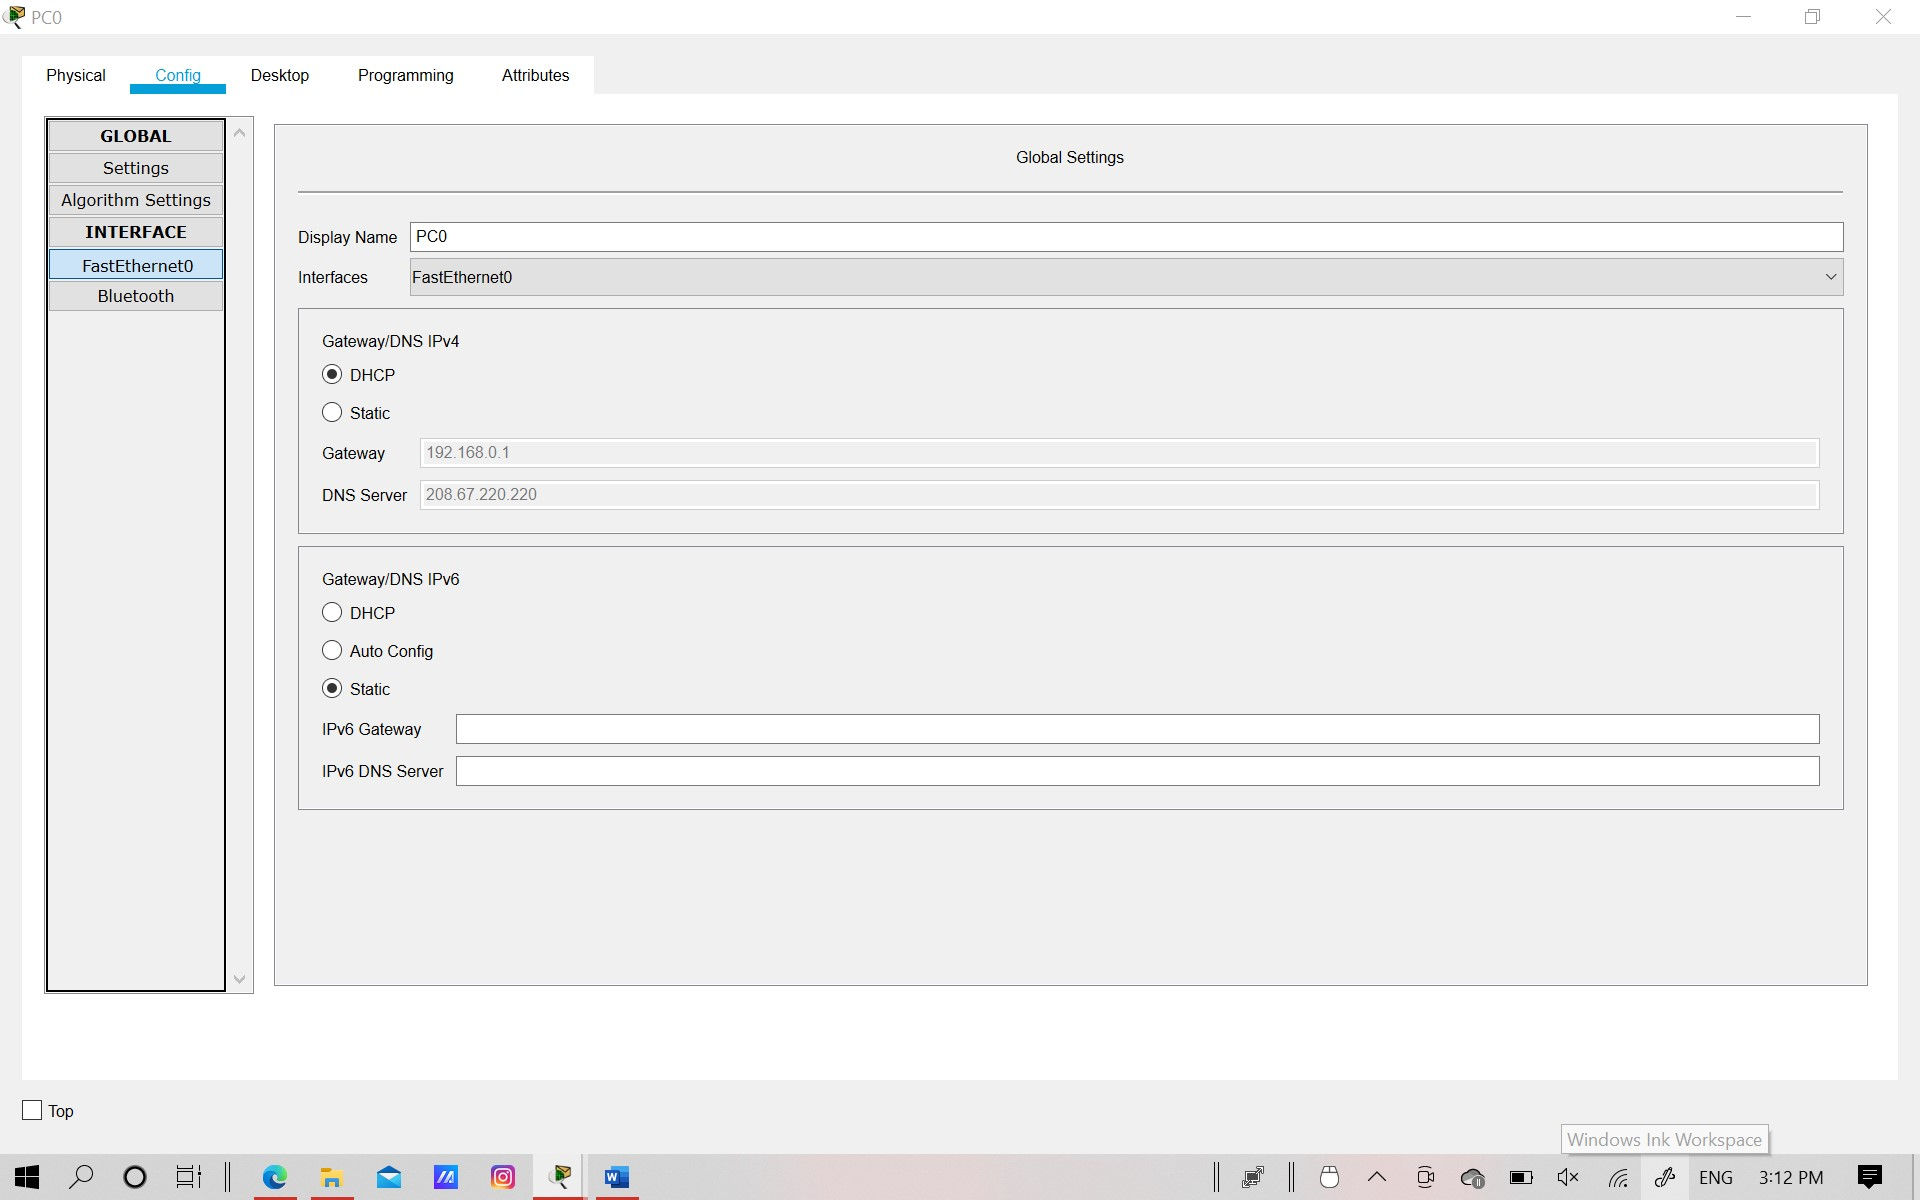 PC0
Physical Config Desktop Programming Attributes
GLOBAL
Settings
Algorithm Settings
INTERFACE
FastEthernet0
Bluetooth
Global Settings
Display Name PC0
Interfaces FastEthernet0
Gateway/DNS IPv4
DHCP
Static
Gateway 192.168.0.1
DNS Server 208.67.220.220
Gateway/DNS IPv6
DHCP
Auto Config
Static
IPv6 Gateway
IPv6 DNS Server
Top
Windows Ink Workspace
ENG 3:12 PM